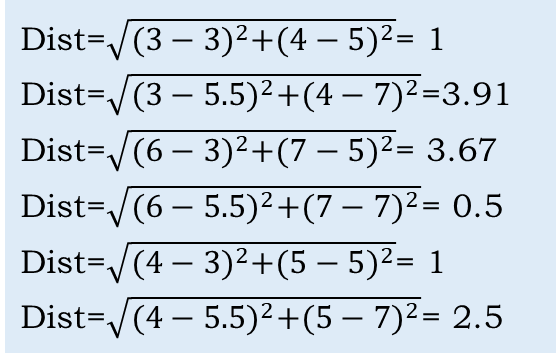 Dist=√(3 − 3)²+(4 − 5)²= 1
Dist=√(3 − 5.5)²+(4 − 7)²=3.91
Dist=√(6 − 3)²+(7 − 5)²= 3.67
Dist=√(6 − 5.5)²+(7 − 7)²= 0.5
Dist=√(4 − 3)²+(5 − 5)²= 1
Dist=√(4 − 5.5)²+(5 − 7)²= 2.5